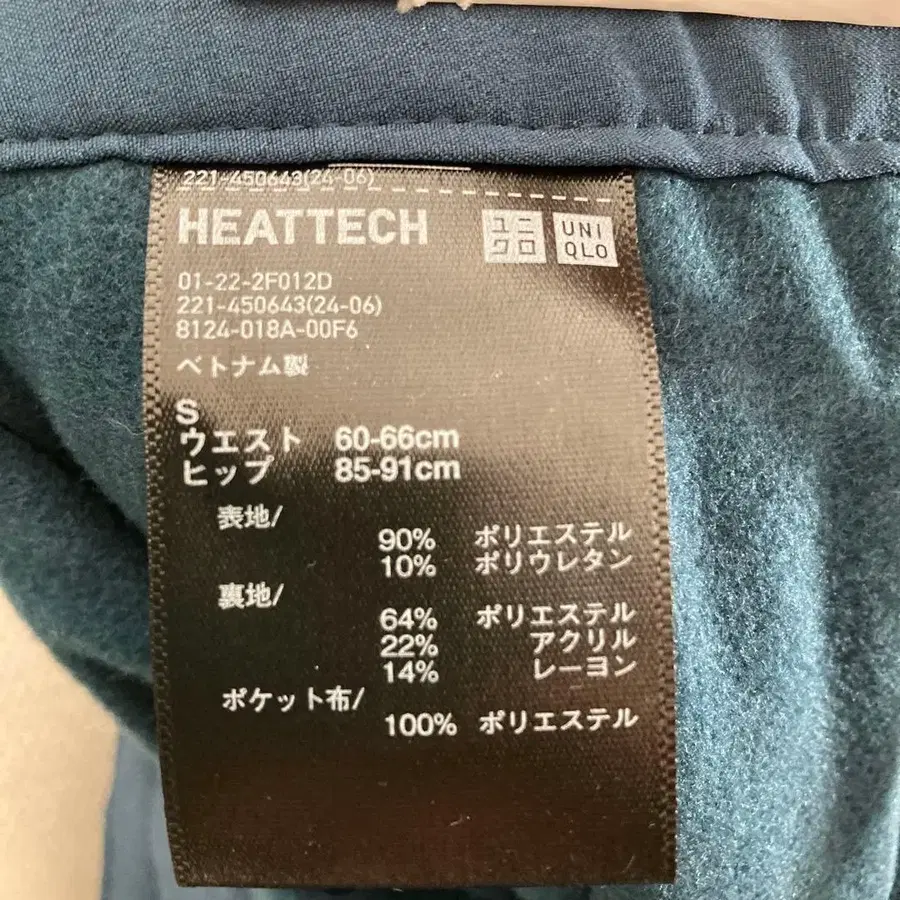 221-450643(24-06)
HEATTECH
ユニ
クロ
UNI
QLO
01-22-2F012D
221-450643(24-06)
8124-018A-00F6
ベトナム製
S
ウエスト 60-66cm
ヒップ 85-91cm
表地/
90% ポリエステル
10% ポリウレタン
裏地/
64% ポリエステル
22% アクリル
14% レーヨン
ポケット布/
100% ポリエステル